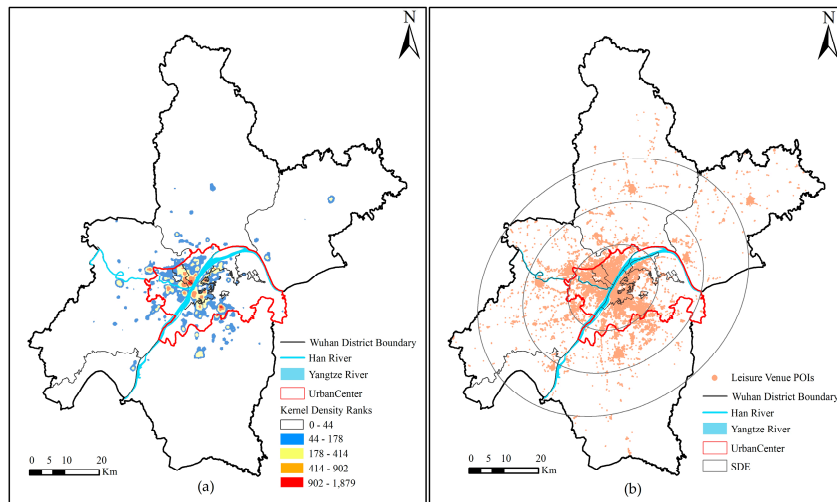 N
Wuhan District Boundary
Han River
Yangtze River
UrbanCenter
Kernel Density Ranks
0 - 44
44 - 178
178 - 414
414 - 902
902 - 1,879
0 5 10 20
Km
(a)
N
Leisure Venue POIs
Wuhan District Boundary
Han River
Yangtze River
UrbanCenter
SDE
0 5 10 20
Km
(b)